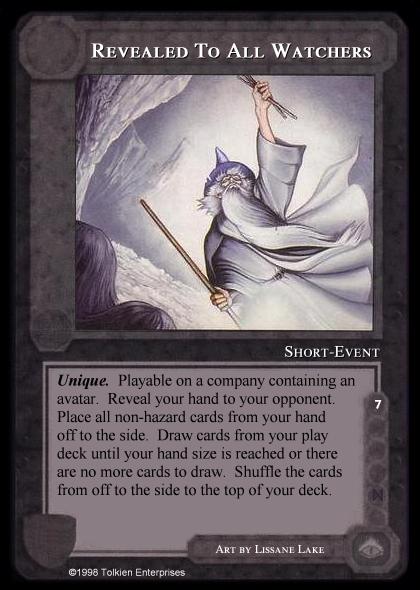 Revealed To All Watchers
Short-Event
Unique. Playable on a company containing an
avatar. Reveal your hand to your opponent.
Place all non-hazard cards from your hand
off to the side. Draw cards from your play
deck until your hand size is reached or there
are no more cards to draw. Shuffle the cards
from off to the side to the top of your deck.
7
N
Art by Lissane Lake
©1998 Tolkien Enterprises